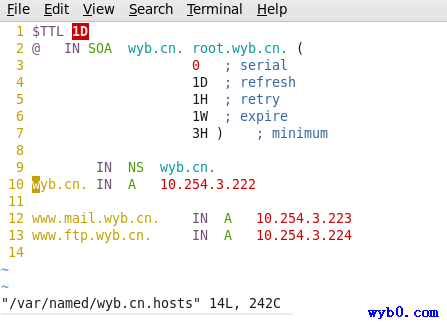 File Edit View Search Terminal Help
1 $TTL 1D
2 @ IN SOA wyb.cn. root.wyb.cn. (
3 0 ; serial
4 1D ; refresh
5 1H ; retry
6 1W ; expire
7 3H ) ; minimum
8
9 IN NS wyb.cn.
10 wyb.cn. IN A 10.254.3.222
11
12 www.mail.wyb.cn. IN A 10.254.3.223
13 www.ftp.wyb.cn. IN A 10.254.3.224
14
~
~
"/var/named/wyb.cn.hosts" 14L, 242C
wyb0.com